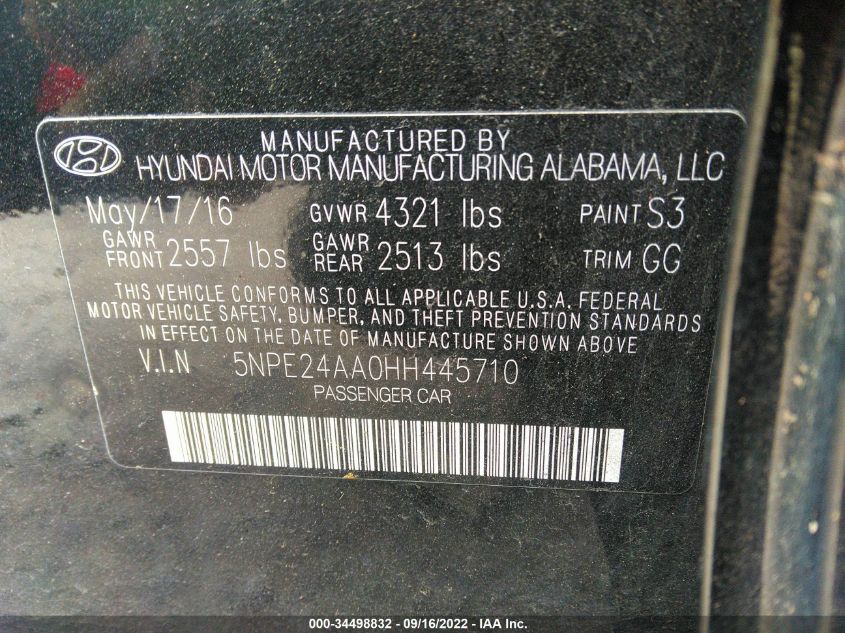 MANUFACTURED BY
HYUNDAI MOTOR MANUFACTURING ALABAMA, LLC
May/17/16 GVWR 4321 lbs PAINT S3
GAWR FRONT 2557 lbs GAWR REAR 2513 lbs TRIM GG
THIS VEHICLE CONFORMS TO ALL APPLICABLE U.S.A. FEDERAL
MOTOR VEHICLE SAFETY, BUMPER, AND THEFT PREVENTION STANDARDS
IN EFFECT ON THE DATE OF MANUFACTURE SHOWN ABOVE
V.I.N 5NPE24AA0HH445710
PASSENGER CAR
000-34498832 - 09/16/2022 - © IAA, Inc.